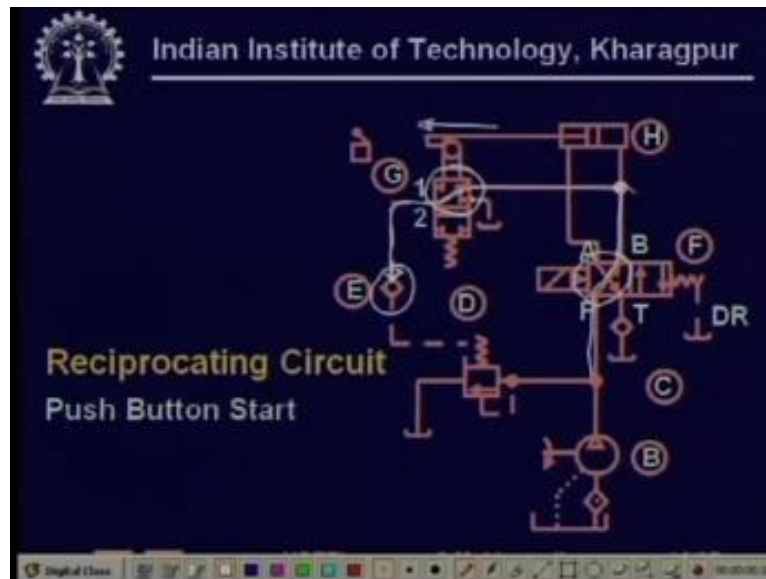 Indian Institute of Technology, Kharagpur
H
G
1
2
A
B
F
E
D
P
T
DR
Reciprocating Circuit
C
Push Button Start
B
Digital Class